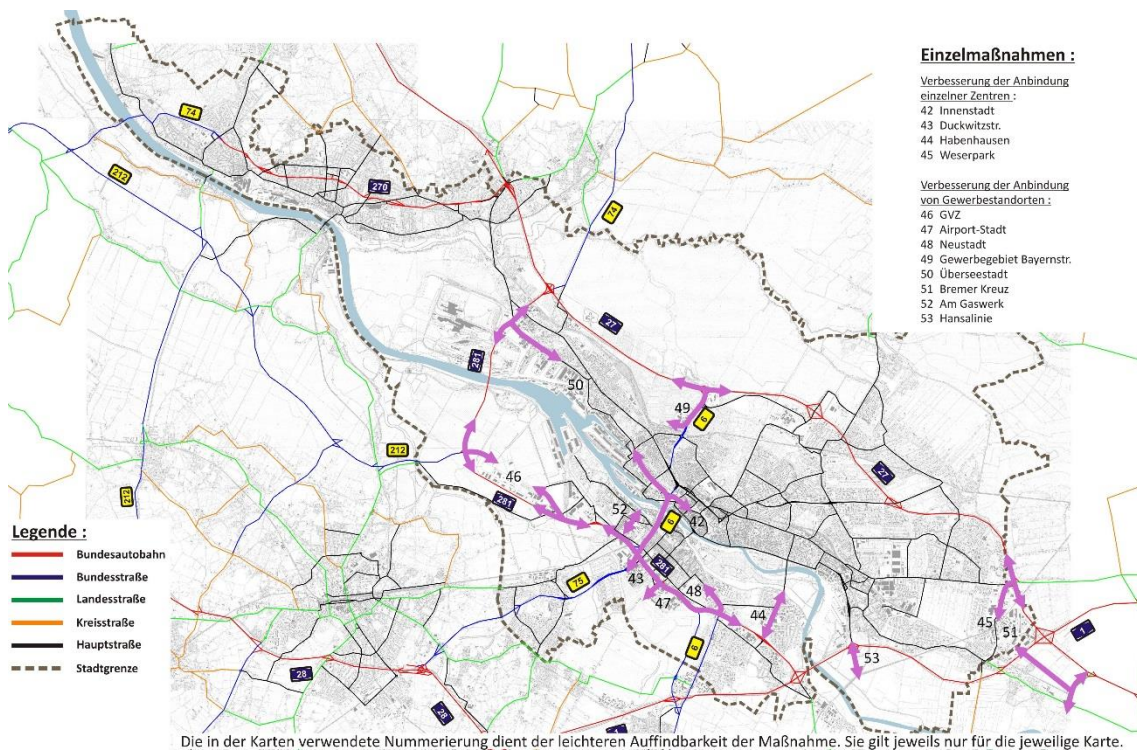 Einzelmaßnahmen :
Verbesserung der Anbindung
einzelner Zentren :
42 Innenstadt
43 Duckwitzstr.
44 Habenhausen
45 Weserpark
Verbesserung der Anbindung
von Gewerbestandorten :
46 GVZ
47 Airport-Stadt
48 Neustadt
49 Gewerbegebiet Bayernstr.
50 Überseestadt
51 Bremer Kreuz
52 Am Gaswerk
53 Hansalinie
74
212
270
74
27
281
50
49
6
212
27
46
281
212
52
6
42
281
75
43
48
47
44
45
51
1
6
53
28
28
Legende :
Bundesautobahn
Bundesstraße
Landesstraße
Kreisstraße
Hauptstraße
Stadtgrenze
Die in der Karten verwendete Nummerierung dient der leichteren Auffindbarkeit der Maßnahme. Sie gilt jeweils nur für die jeweilige Karte.